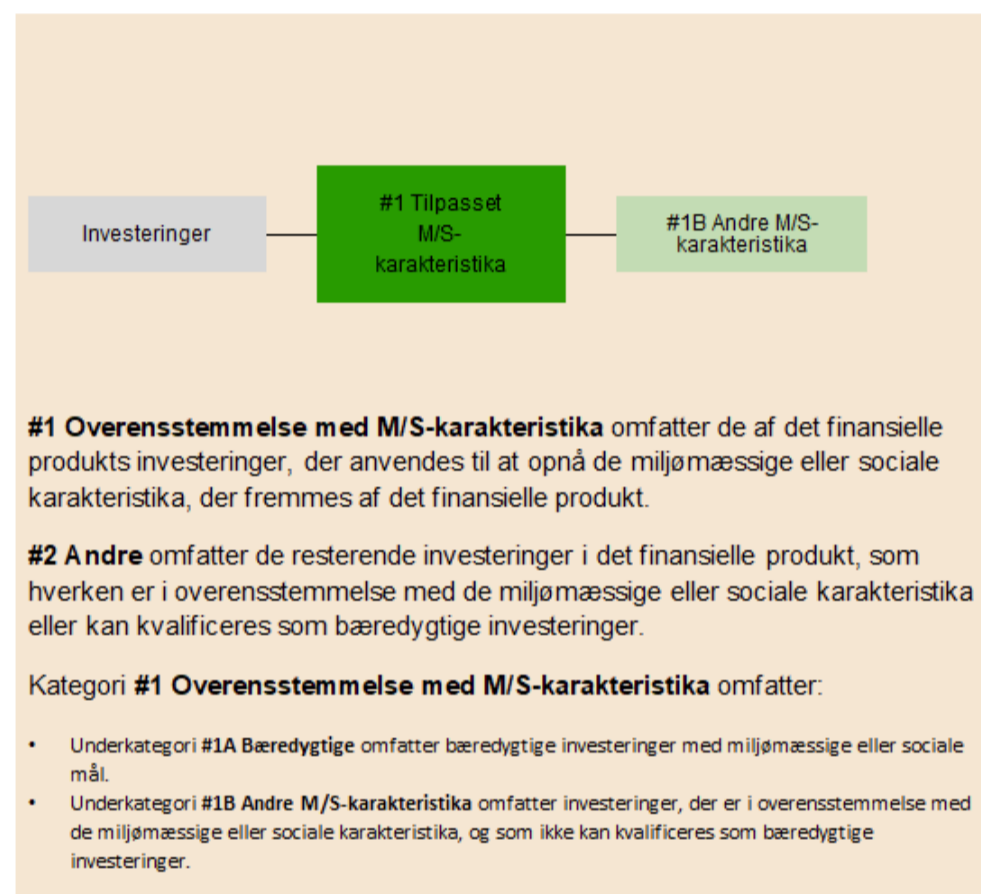 Investeringer
#1 Tilpasset
M/S-
karakteristika
#1B Andre M/S-
karakteristika
#1 Overensstemmelse med M/S-karakteristika omfatter de af det finansielle
produkts investeringer, der anvendes til at opnå de miljømæssige eller sociale
karakteristika, der fremmes af det finansielle produkt.
#2 Andre omfatter de resterende investeringer i det finansielle produkt, som
hverken er i overensstemmelse med de miljømæssige eller sociale karakteristika
eller kan kvalificeres som bæredygtige investeringer.
Kategori #1 Overensstemmelse med M/S-karakteristika omfatter:
• Underkategori #1A Bæredygtige omfatter bæredygtige investeringer med miljømæssige eller sociale
mål.
• Underkategori #1B Andre M/S-karakteristika omfatter investeringer, der er i overensstemmelse med
de miljømæssige eller sociale karakteristika, og som ikke kan kvalificeres som bæredygtige
investeringer.